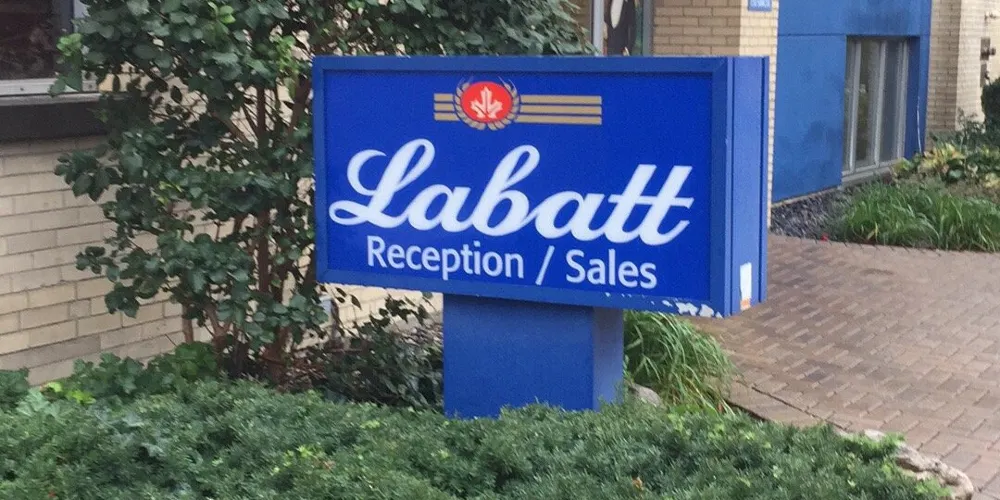 Labatt
Reception / Sales